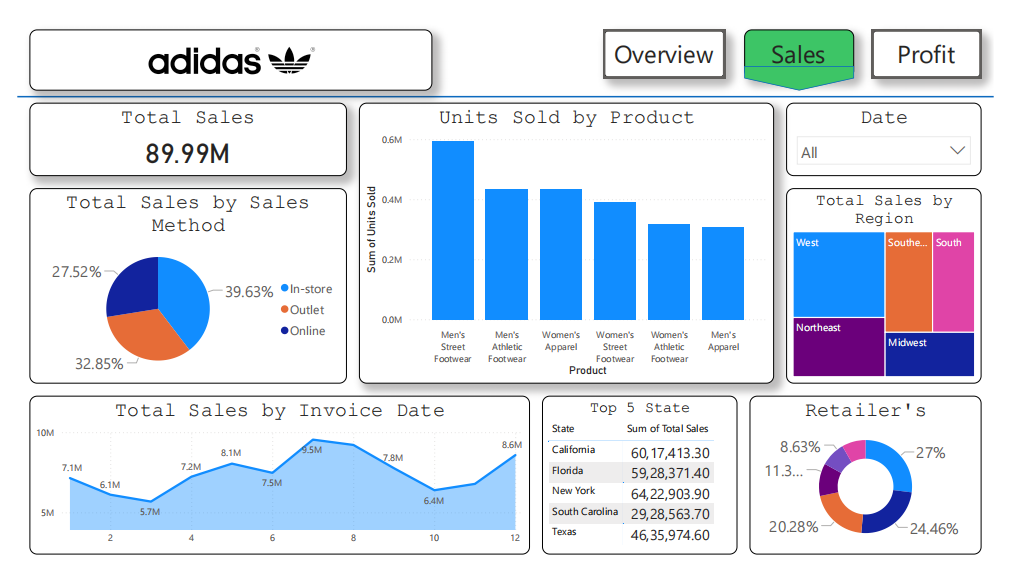 adidas
Overview
Sales
Profit
Total Sales
89.99M
Units Sold by Product
0.6M
0.4M
0.2M
0.0M
Sum of Units Sold
Men's Street Footwear
Men's Athletic Footwear
Women's Apparel
Women's Street Footwear
Women's Athletic Footwear
Men's Apparel
Product
Date
All
Total Sales by Sales
Method
27.52%
39.63%
32.85%
In-store
Outlet
Online
Total Sales by
Region
West
Southe...
South
Northeast
Midwest
Total Sales by Invoice Date
10M
5M
7.1M
6.1M
5.7M
7.2M
8.1M
7.5M
9.5M
7.8M
6.4M
8.6M
2
4
6
8
10
12
Top 5 State
State Sum of Total Sales
California 60,17,413.30
Florida 59,28,371.40
New York 64,22,903.90
South Carolina 29,28,563.70
Texas 46,35,974.60
Retailer's
8.63%
27%
11.3...
20.28%
24.46%